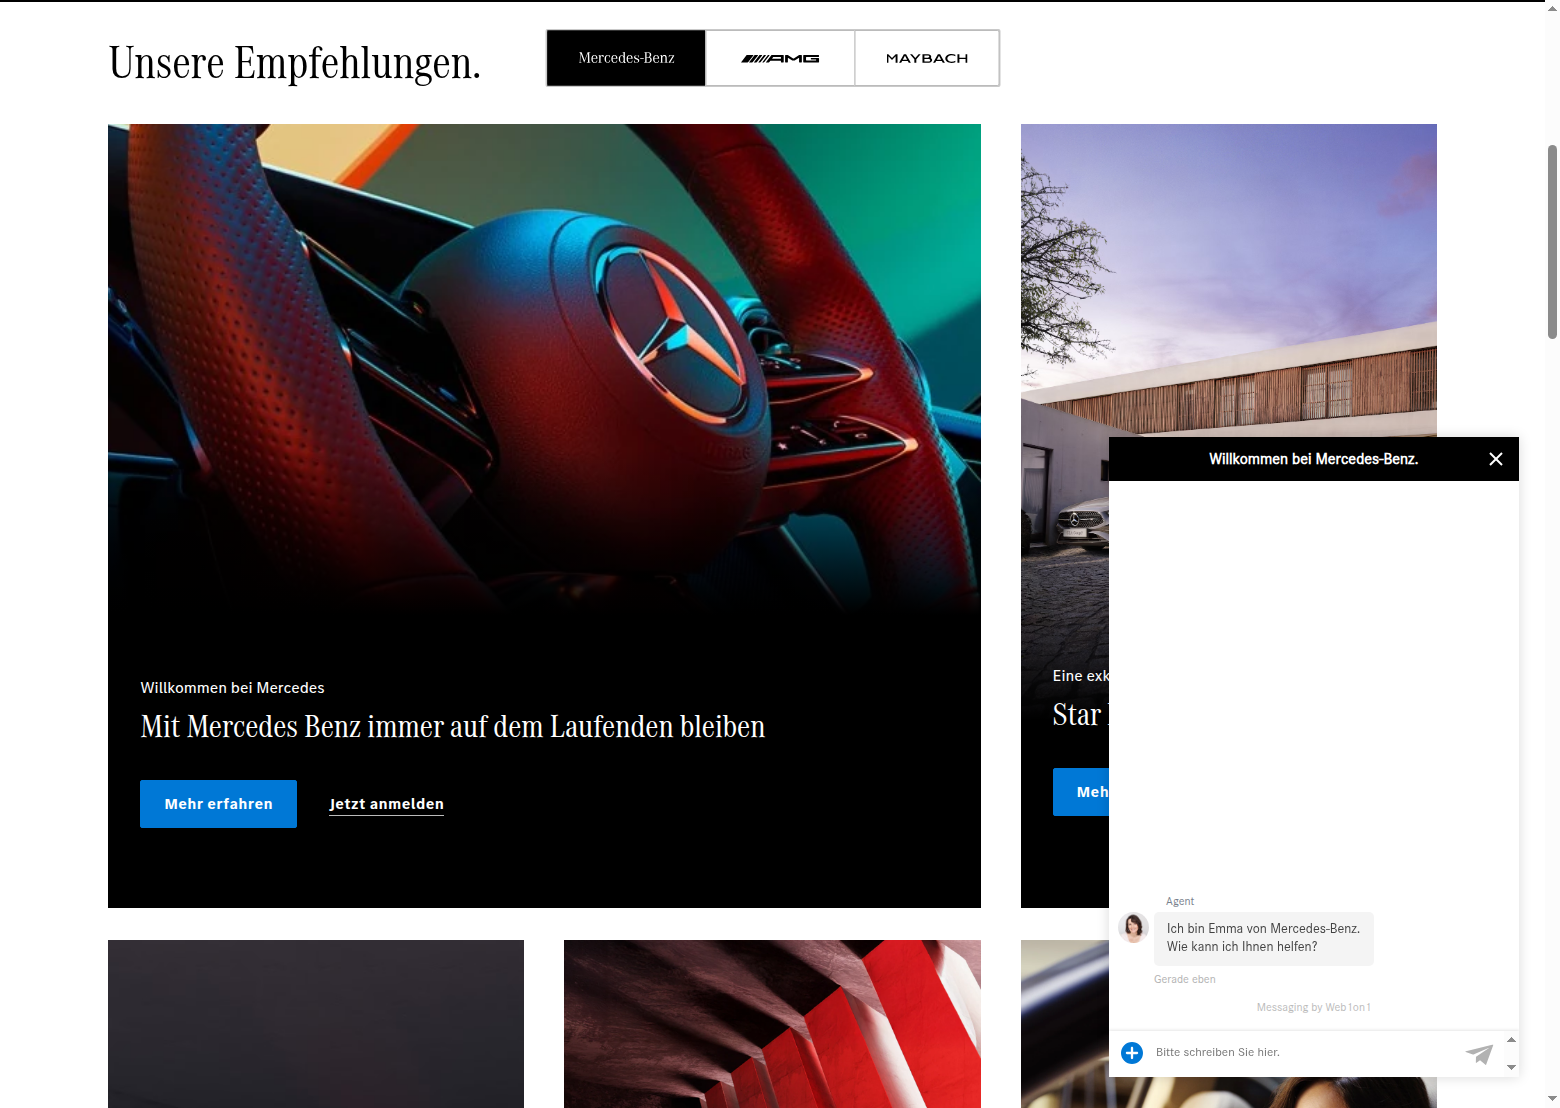 Unsere Empfehlungen.
Mercedes-Benz
AMG
MAYBACH
Willkommen bei Mercedes
Mit Mercedes Benz immer auf dem Laufenden bleiben
Mehr erfahren
Jetzt anmelden
Eine exk
Star
Meh
Willkommen bei Mercedes-Benz.
Agent
Ich bin Emma von Mercedes-Benz.
Wie kann ich Ihnen helfen?
Gerade eben
Messaging by Web1on1
Bitte schreiben Sie hier.